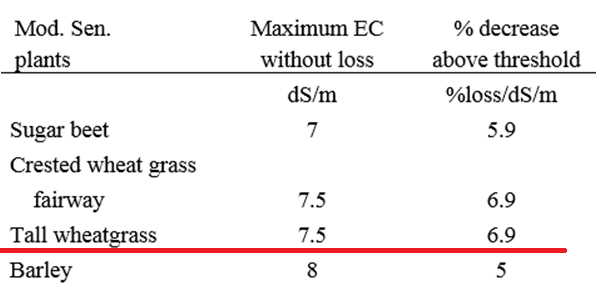 Mod. Sen. Maximum EC % decrease
plants without loss above threshold
dS/m %loss/dS/m
Sugar beet 7 5.9
Crested wheat grass
fairway 7.5 6.9
Tall wheatgrass 7.5 6.9
Barley 8 5